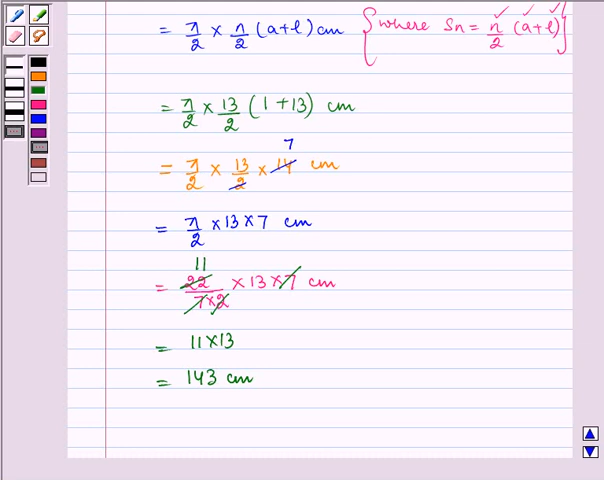 = π/2 × n/2 (a+l) cm {where Sn = n/2 (a+l)}
= π/2 × 13/2 (1+13) cm
7
= π/2 × 13/2 × 14 cm
= π/2 × 13 × 7 cm
11
= 22/7×2 × 13 × 7 cm
= 11×13
= 143 cm